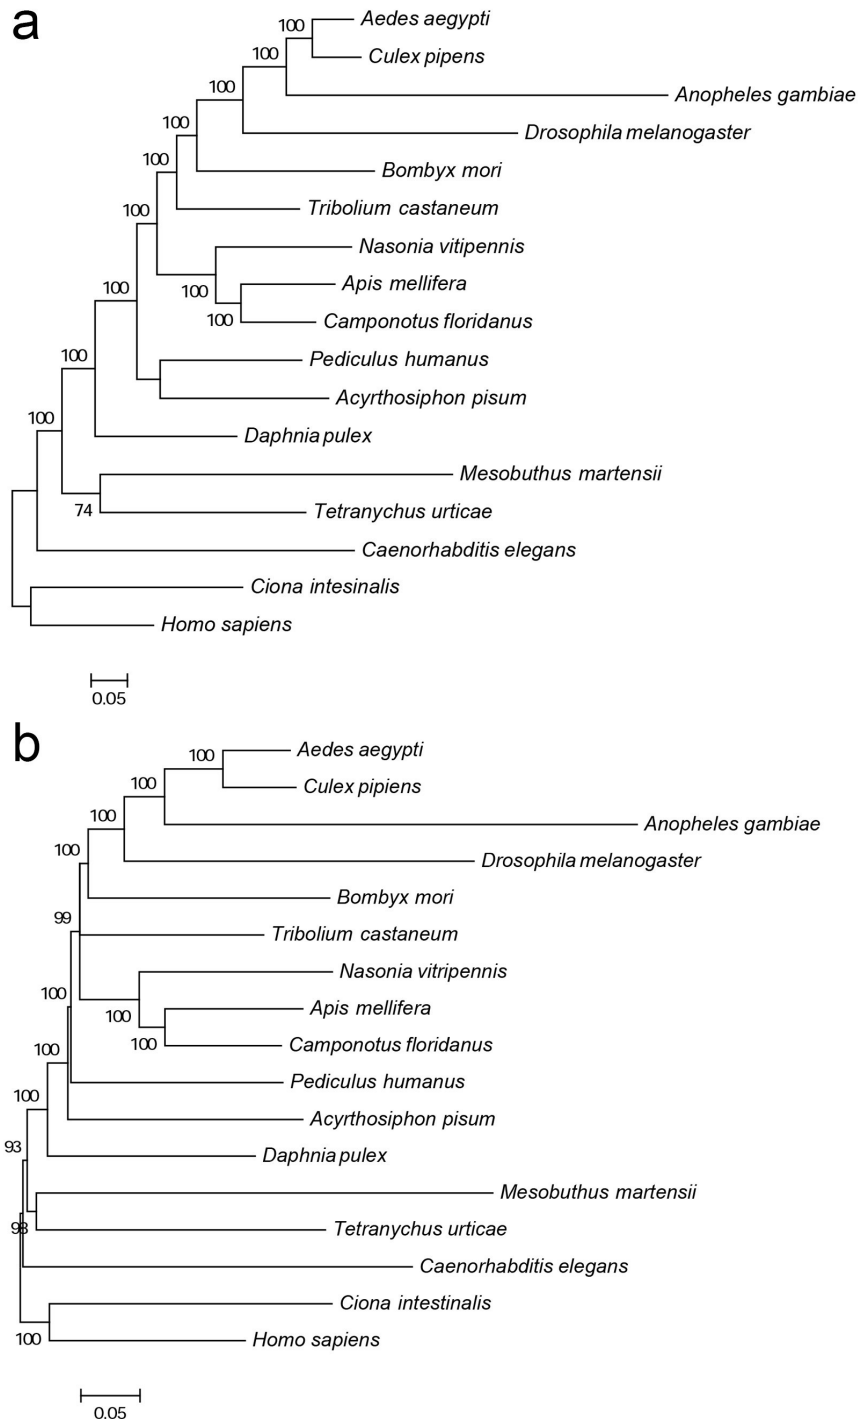 a
100
Aedes aegypti
100
Culex pipens
100
Anopheles gambiae
100
Drosophila melanogaster
100
Bombyx mori
100
Tribolium castaneum
Nasonia vitipennis
100
Apis mellifera
100
Camponotus floridanus
100
Pediculus humanus
100
Acyrthosiphon pisum
100
Daphnia pulex
Mesobuthus martensii
74
Tetranychus urticae
Caenorhabditis elegans
Ciona intesinalis
Homo sapiens
0.05
b
100
Aedes aegypti
100
Culex pipiens
100
Anopheles gambiae
100
Drosophila melanogaster
Bombyx mori
99
Tribolium castaneum
Nasonia vitripennis
100
Apis mellifera
100
100
Camponotus floridanus
100
Pediculus humanus
100
Acyrthosiphon pisum
93
Daphnia pulex
Mesobuthus martensii
93
Tetranychus urticae
Caenorhabditis elegans
Ciona intestinalis
100
Homo sapiens
0.05